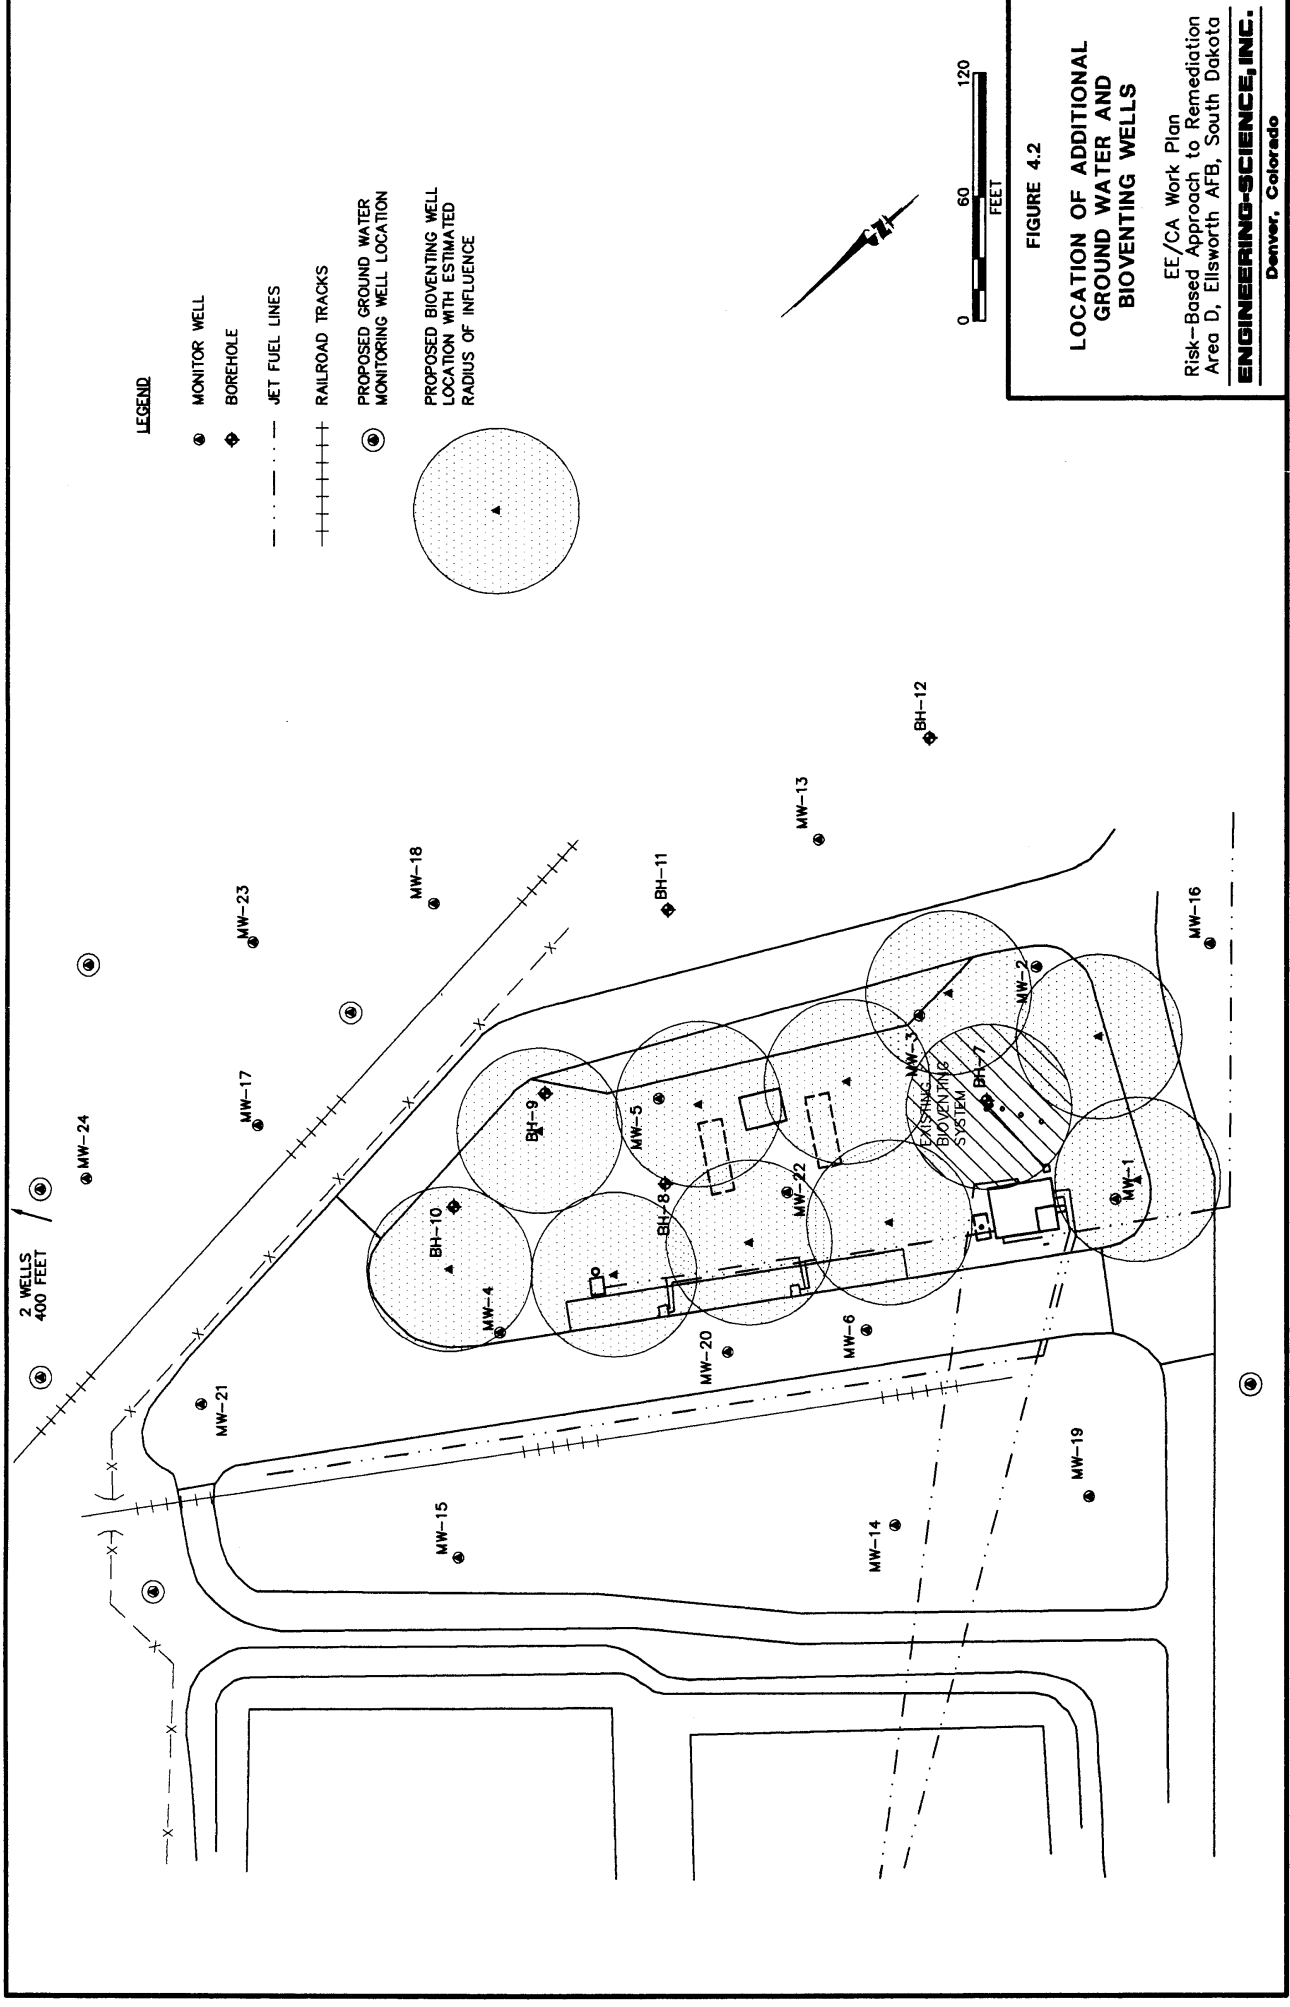 2 WELLS
400 FEET
MW-24
MW-17
MW-23
MW-18
MW-21
MW-15
BH-10
MW-4
BH-9
MW-5
BH-8
BH-11
MW-20
MW-22
MW-6
MW-13
BH-12
MW-3
EXISTING
BIOVENTING
SYSTEM
BH-7
MW-2
MW-1
MW-14
MW-19
MW-16
LEGEND
MONITOR WELL
BOREHOLE
JET FUEL LINES
RAILROAD TRACKS
PROPOSED GROUND WATER
MONITORING WELL LOCATION
PROPOSED BIOVENTING WELL
LOCATION WITH ESTIMATED
RADIUS OF INFLUENCE
0 60 120
FEET
FIGURE 4.2
LOCATION OF ADDITIONAL
GROUND WATER AND
BIOVENTING WELLS
EE/CA Work Plan
Risk-Based Approach to Remediation
Area D, Ellsworth AFB, South Dakota
ENGINEERING-SCIENCE, INC.
Denver, Colorado